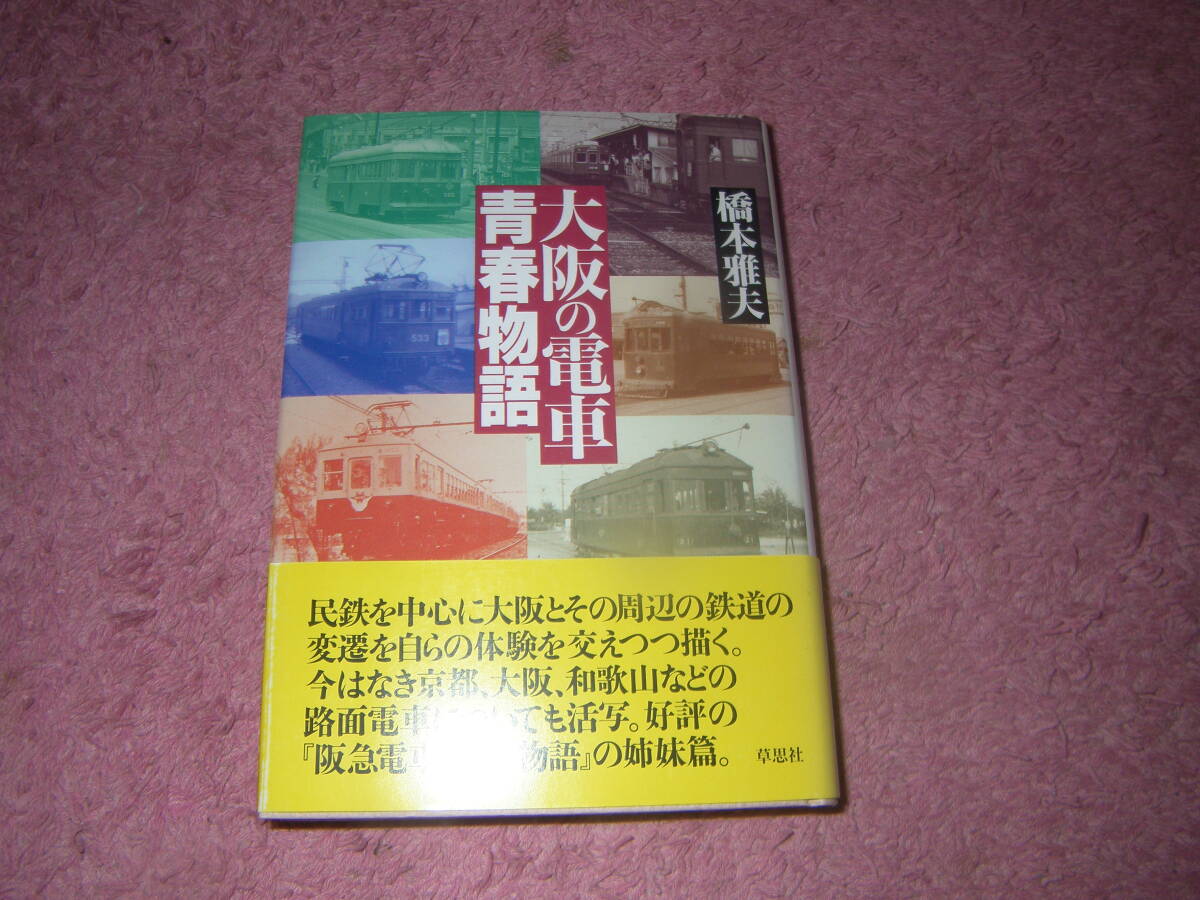 大阪の電車
青春物語
橋本雅夫
533
民鉄を中心に大阪とその周辺の鉄道の
変遷を自らの体験を交えつつ描く。
今はなき京都、大阪、和歌山などの
路面電車 ても活写。好評の
『阪急電車 物語』の姉妹篇。
草思社